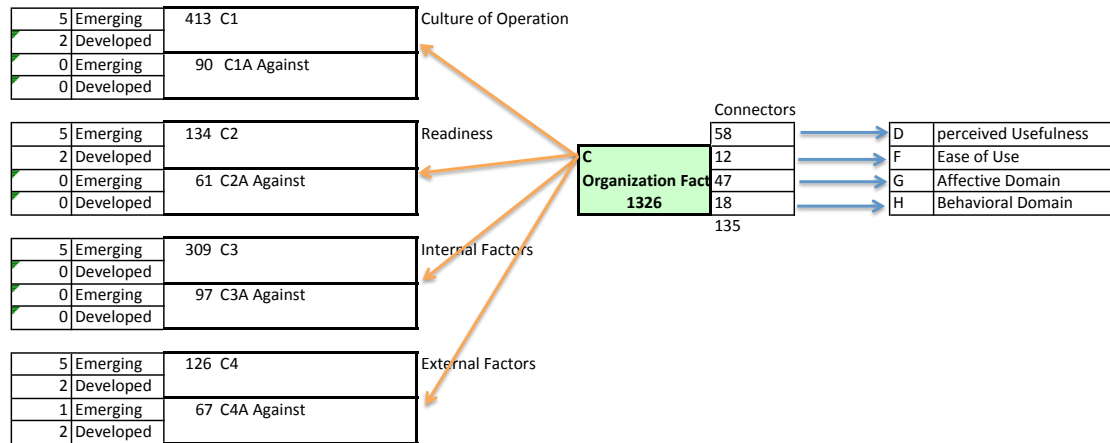 5 Emerging 413 C1 Culture of Operation
2 Developed
0 Emerging 90 C1A Against
0 Developed
Connectors
5 Emerging 134 C2 Readiness 58 D perceived Usefulness
2 Developed C 12 F Ease of Use
0 Emerging 61 C2A Against Organization Fact 47 G Affective Domain
0 Developed 1326 18 H Behavioral Domain
135
5 Emerging 309 C3 Internal Factors
0 Developed
0 Emerging 97 C3A Against
0 Developed
5 Emerging 126 C4 External Factors
2 Developed
1 Emerging 67 C4A Against
2 Developed